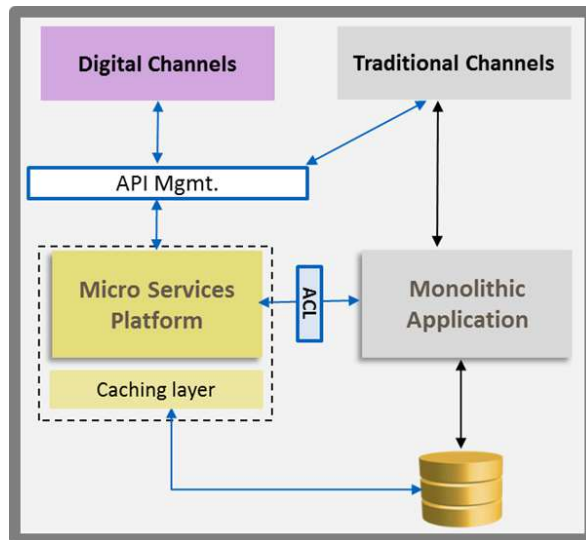 Digital Channels
Traditional Channels
API Mgmt.
Micro Services
Platform
ACL
Monolithic
Application
Caching layer